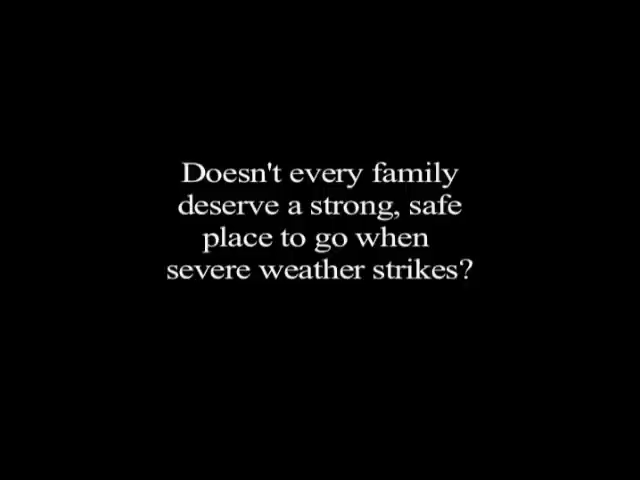 Doesn't every family
deserve a strong, safe
place to go when
severe weather strikes?